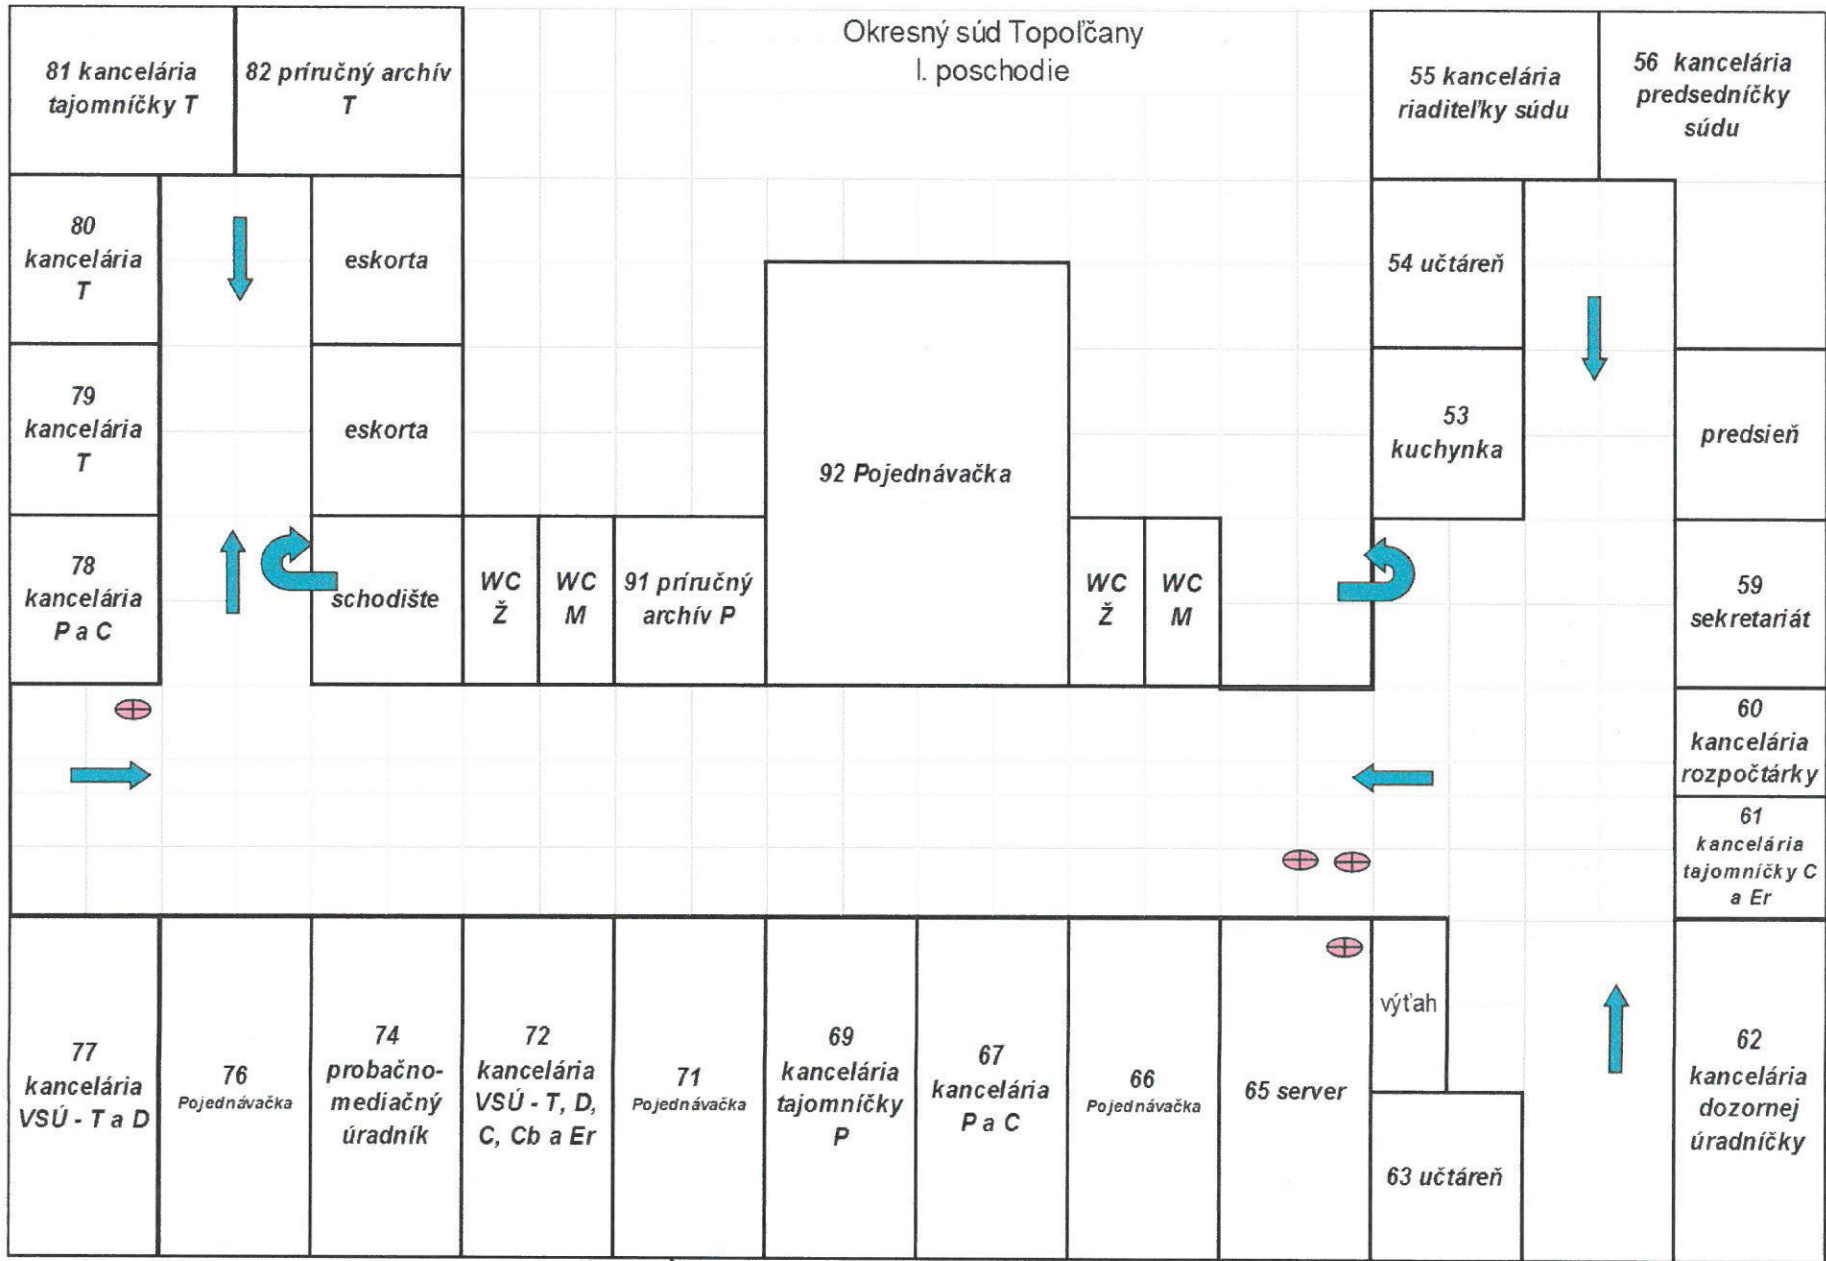 Okresný súd Topoľčany
I. poschodie
81 kancelária
tajomníčky T
82 príručný archív
T
55 kancelária
riaditeľky súdu
56 kancelária
predsedníčky
súdu
80
kancelária
T
eskorta
54 učtáreň
79
kancelária
T
eskorta
92 Pojednávačka
53
kuchynka
predsieň
78
kancelária
P a C
schodište
WC
Ž
WC
M
91 príručný
archív P
WC
Ž
WC
M
59
sekretariát
60
kancelária
rozpočtárky
61
kancelária
tajomníčky C
a Er
77
kancelária
VSÚ - T a D
76
Pojednávačka
74
probačno-
mediačný
úradník
72
kancelária
VSÚ - T, D,
C, Cb a Er
71
Pojednávačka
69
kancelária
tajomníčky
P
67
kancelária
P a C
66
Pojednávačka
65 server
výťah
63 učtáreň
62
kancelária
dozornej
úradníčky